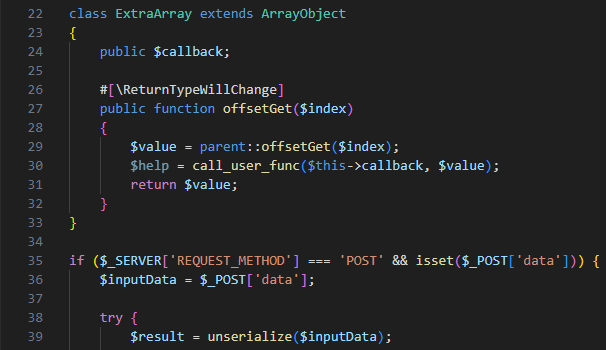 22 class ExtraArray extends ArrayObject
23 {
24     public $callback;
25
26     #[\ReturnTypeWillChange]
27     public function offsetGet($index)
28     {
29         $value = parent::offsetGet($index);
30         $help = call_user_func($this->callback, $value);
31         return $value;
32     }
33 }
34
35 if ($_SERVER['REQUEST_METHOD'] === 'POST' && isset($_POST['data'])) {
36     $inputData = $_POST['data'];
37
38     try {
39         $result = unserialize($inputData);